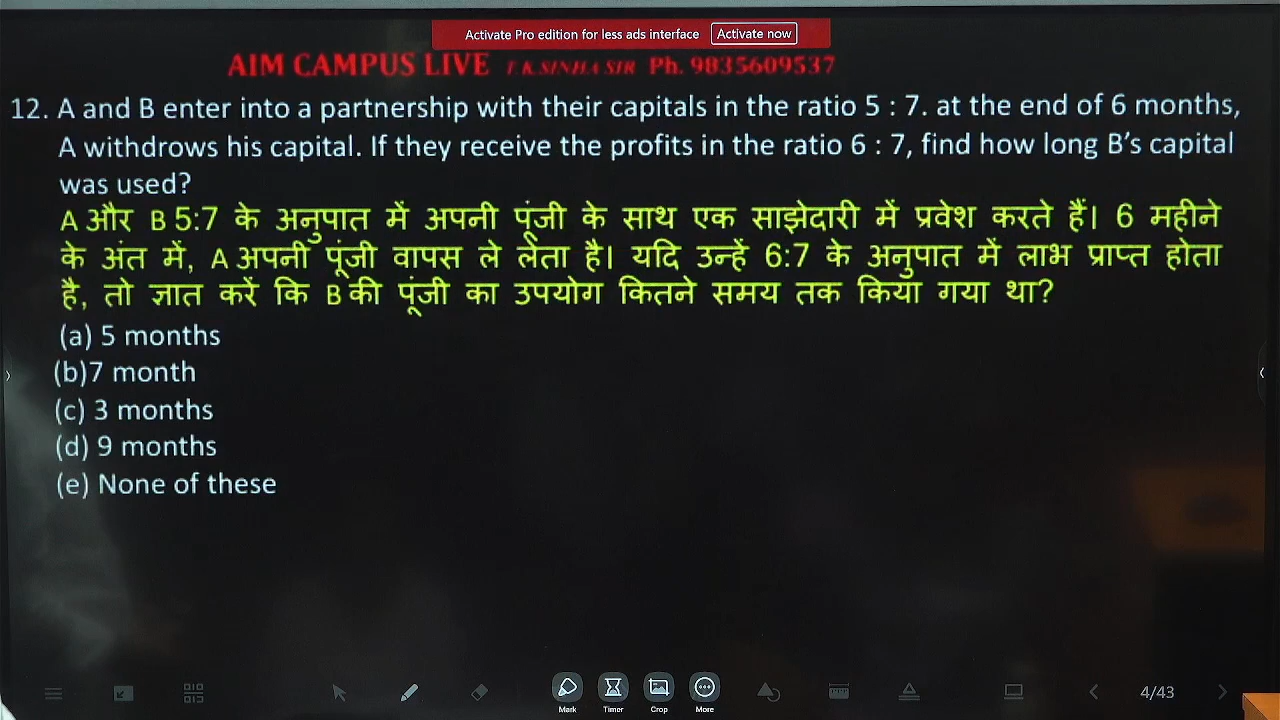 Activate Pro edition for less ads interface Activate now
AIM CAMPUS LIVE T.K.SINHA SIR Ph. 9835609537
12. A and B enter into a partnership with their capitals in the ratio 5 : 7. at the end of 6 months,
A withdrows his capital. If they receive the profits in the ratio 6 : 7, find how long B’s capital
was used?
A और B 5:7 के अनुपात में अपनी पूंजी के साथ एक साझेदारी में प्रवेश करते हैं। 6 महीने
के अंत में, A अपनी पूंजी वापस ले लेता है। यदि उन्हें 6:7 के अनुपात में लाभ प्राप्त होता
है, तो ज्ञात करें कि B की पूंजी का उपयोग कितने समय तक किया गया था?
(a) 5 months
(b)7 month
(c) 3 months
(d) 9 months
(e) None of these
Mark Timer Crop More
4/43